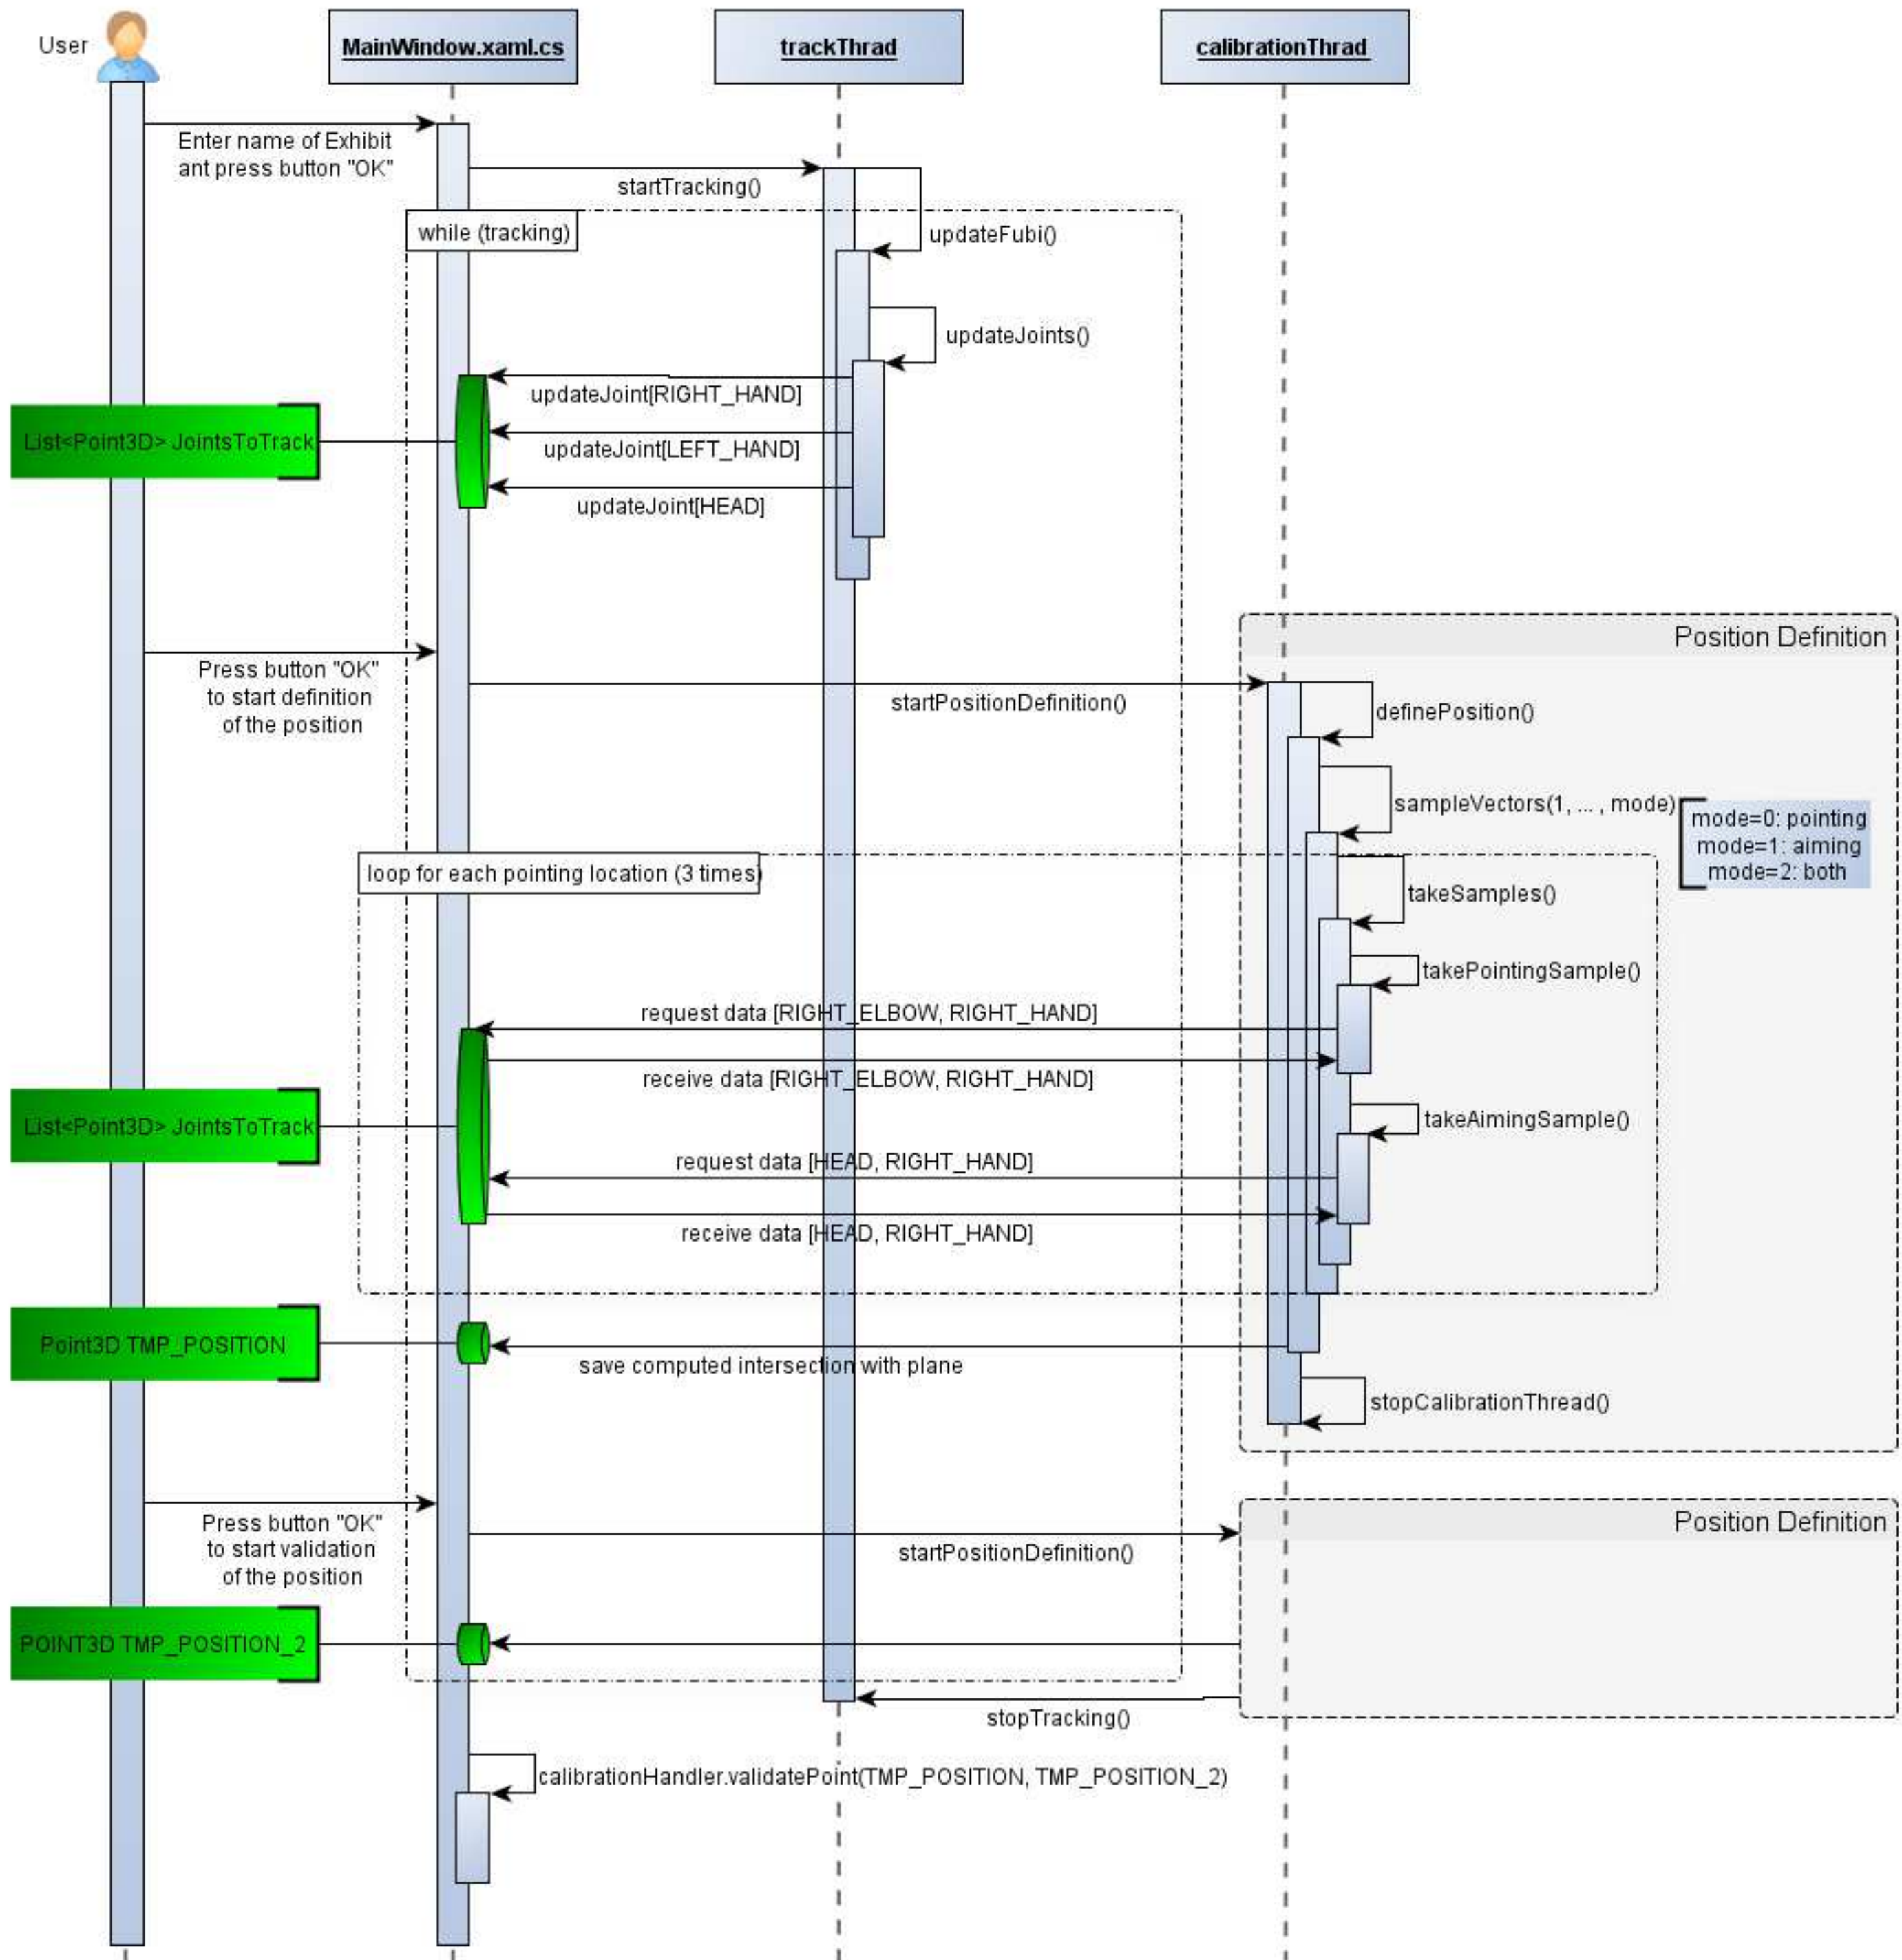 User
MainWindow.xaml.cs
trackThrad
calibrationThrad
Enter name of Exhibit
ant press button "OK"
startTracking()
while (tracking)
updateFubi()
updateJoints()
updateJoint[RIGHT_HAND]
List<Point3D> JointsToTrack
updateJoint[LEFT_HAND]
updateJoint[HEAD]
Position Definition
Press button "OK"
to start definition
of the position
startPositionDefinition()
definePosition()
sampleVectors(1, ... , mode)
mode=0: pointing
mode=1: aiming
mode=2: both
loop for each pointing location (3 times)
takeSamples()
takePointingSample()
request data [RIGHT_ELBOW, RIGHT_HAND]
receive data [RIGHT_ELBOW, RIGHT_HAND]
List<Point3D> JointsToTrack
takeAimingSample()
request data [HEAD, RIGHT_HAND]
receive data [HEAD, RIGHT_HAND]
Point3D TMP_POSITION
save computed intersection with plane
stopCalibrationThread()
Press button "OK"
to start validation
of the position
Position Definition
startPositionDefinition()
POINT3D TMP_POSITION_2
stopTracking()
calibrationHandler.validatePoint(TMP_POSITION, TMP_POSITION_2)